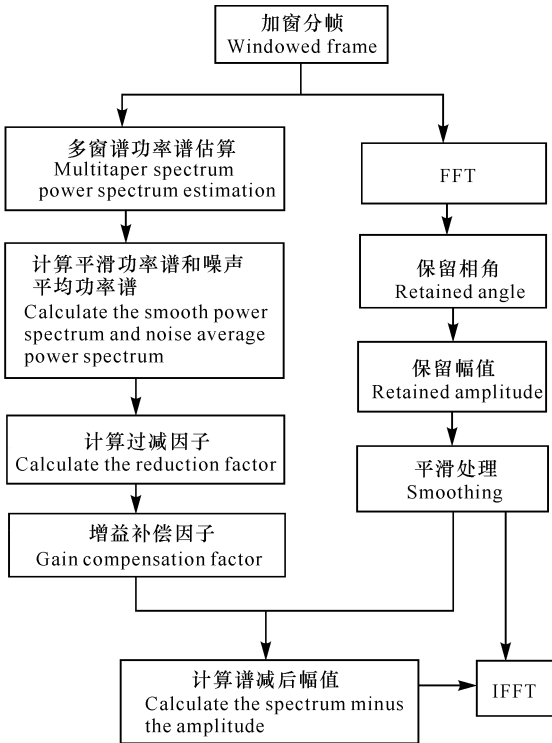 加窗分帧
Windowed frame
多窗谱功率谱估算
Multitaper spectrum
power spectrum estimation
FFT
计算平滑功率谱和噪声
平均功率谱
Calculate the smooth power
spectrum and noise average
power spectrum
保留相角
Retained angle
保留幅值
Retained amplitude
计算过减因子
Calculate the reduction factor
平滑处理
Smoothing
增益补偿因子
Gain compensation factor
计算谱减后幅值
Calculate the spectrum minus
the amplitude
IFFT